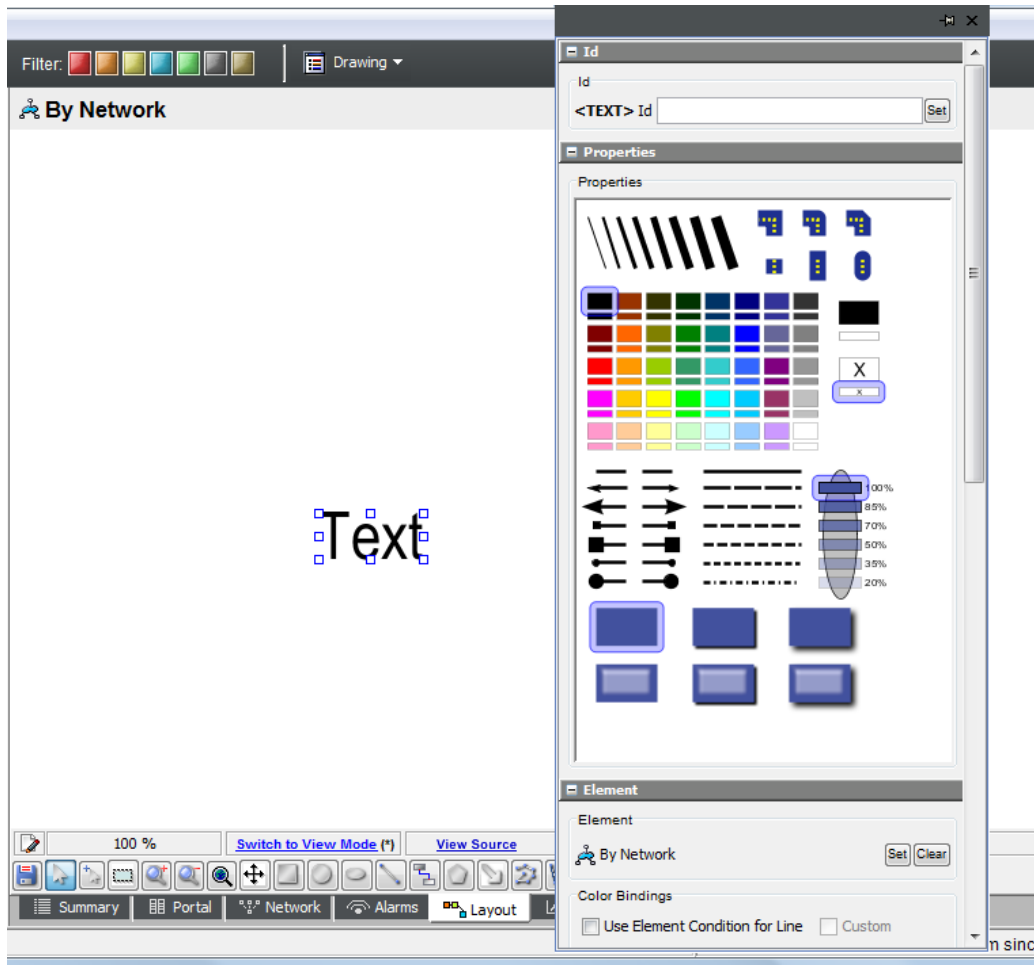 Filter:
Drawing
By Network
Text
100 %
Switch to View Mode (*)
View Source
Summary
Portal
Network
Alarms
Layout
Id
Id
<TEXT> Id
Set
Properties
Properties
X
x
100%
85%
70%
50%
35%
20%
Element
Element
By Network
Set
Clear
Color Bindings
Use Element Condition for Line
Custom